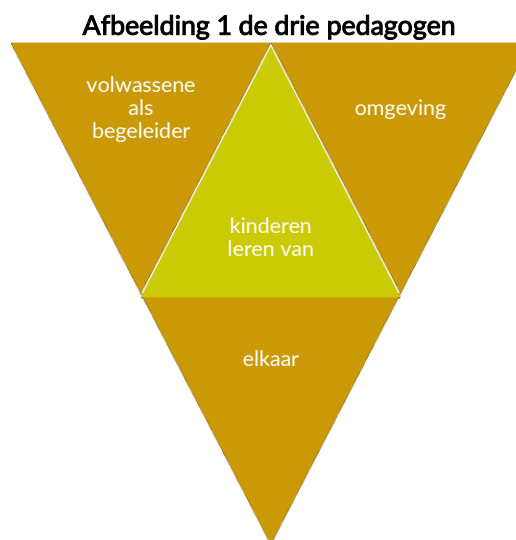 Afbeelding 1 de drie pedagogen
volwassene
als
begeleider
omgeving
kinderen
leren van
elkaar